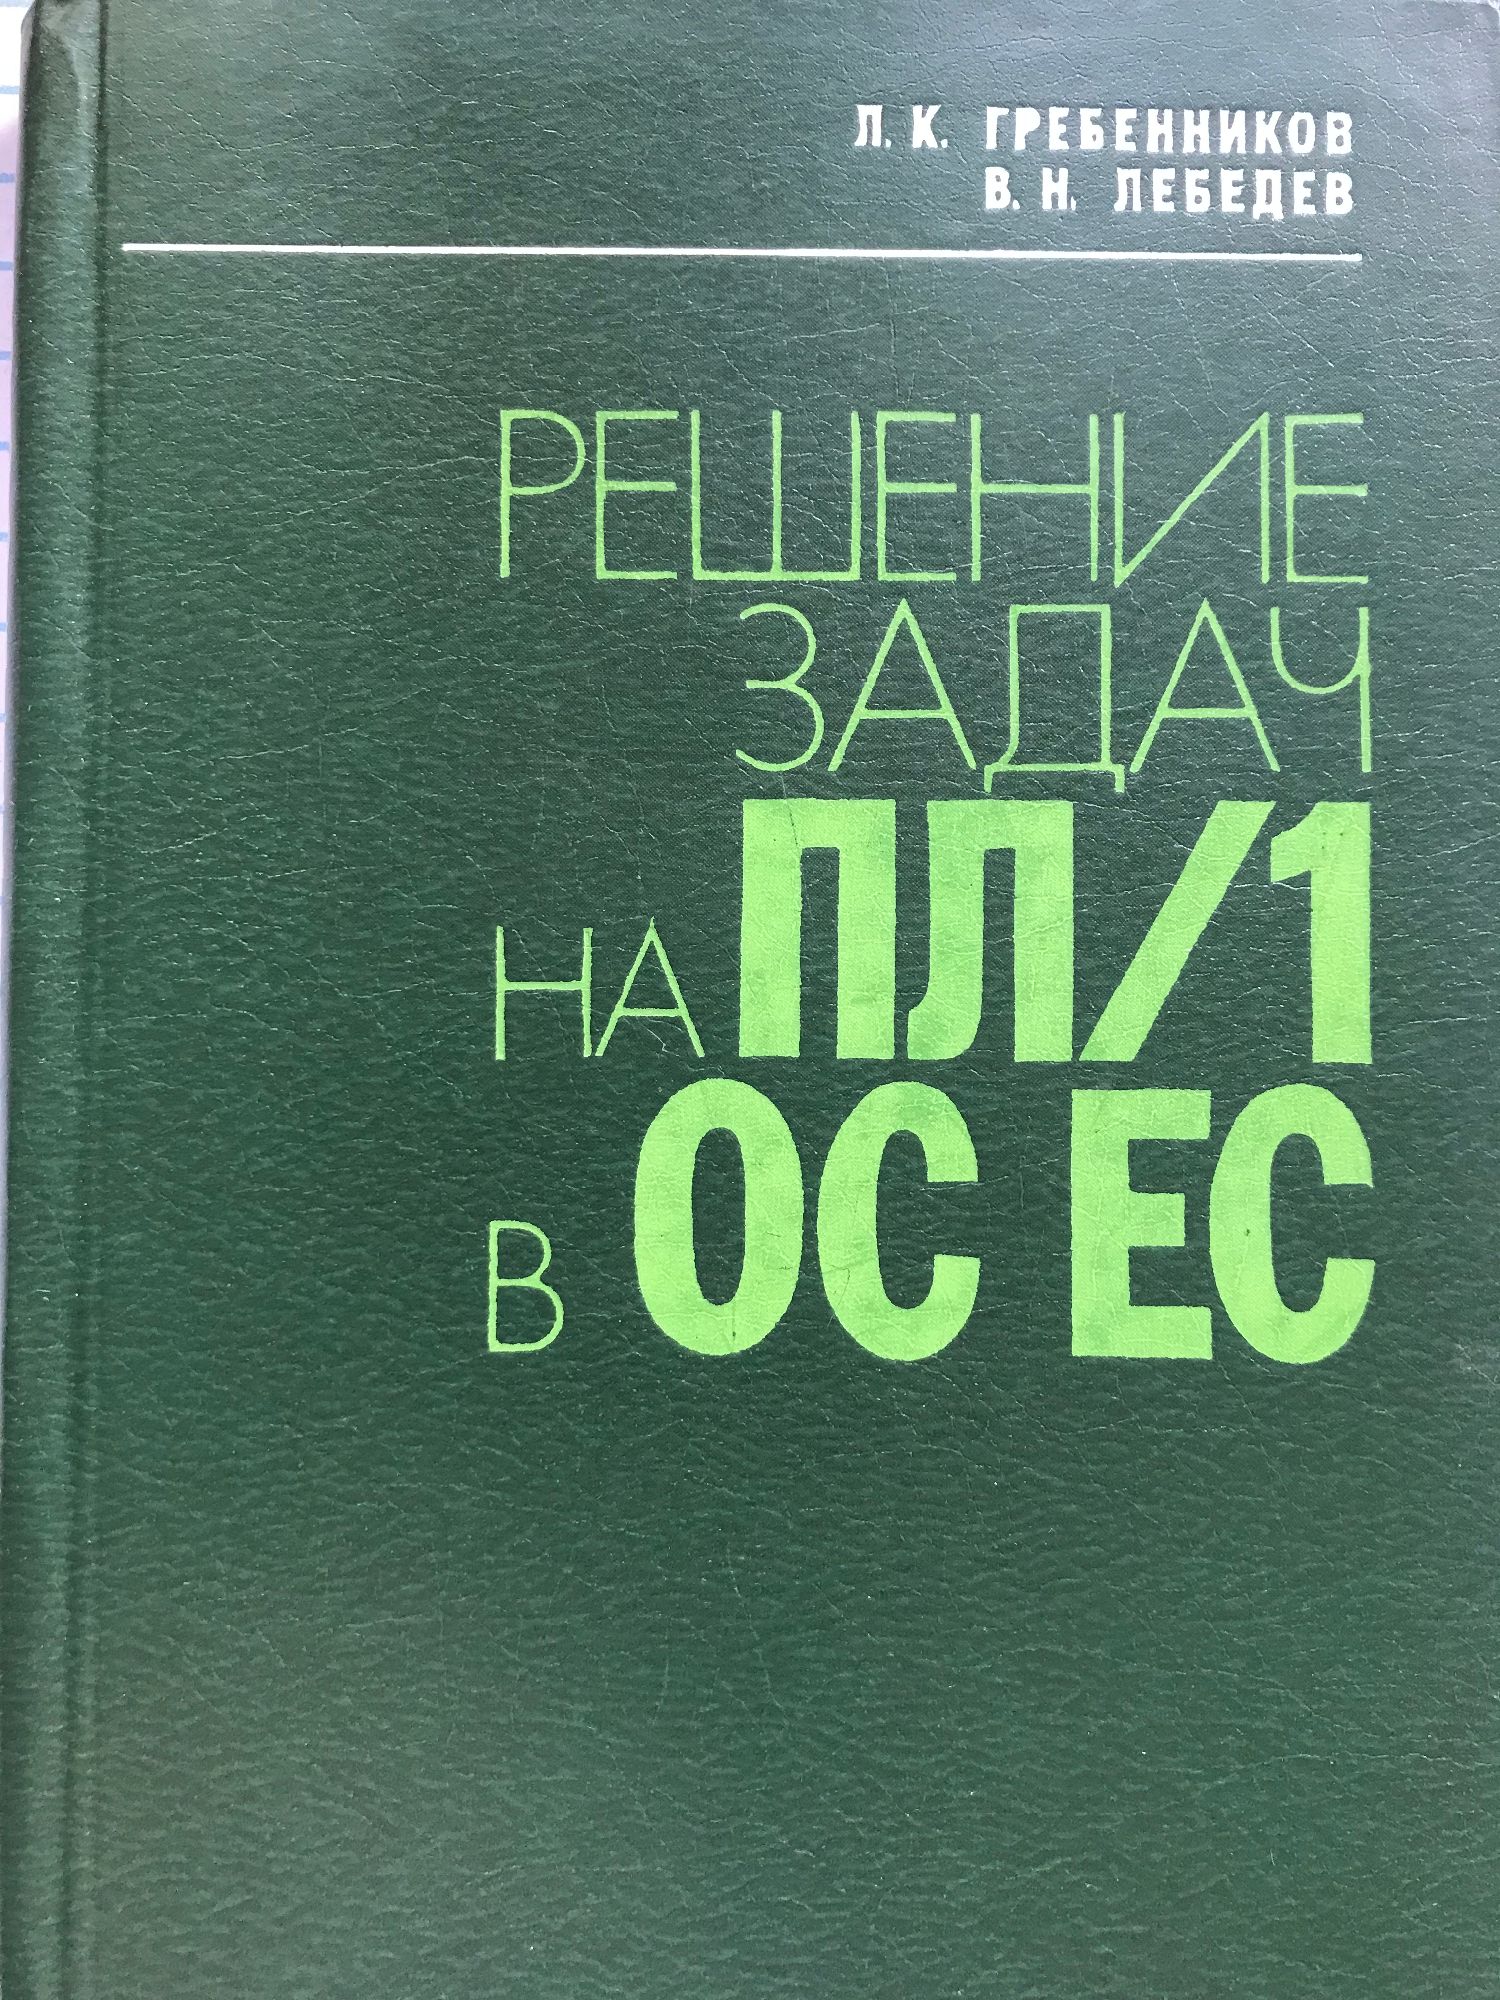 Л. К. ГРЕБЕННИКОВ
В. Н. ЛЕБЕДЕВ
РЕШЕНИЕ
ЗАДАЧ
НА ПЛ/1
В ОС ЕС